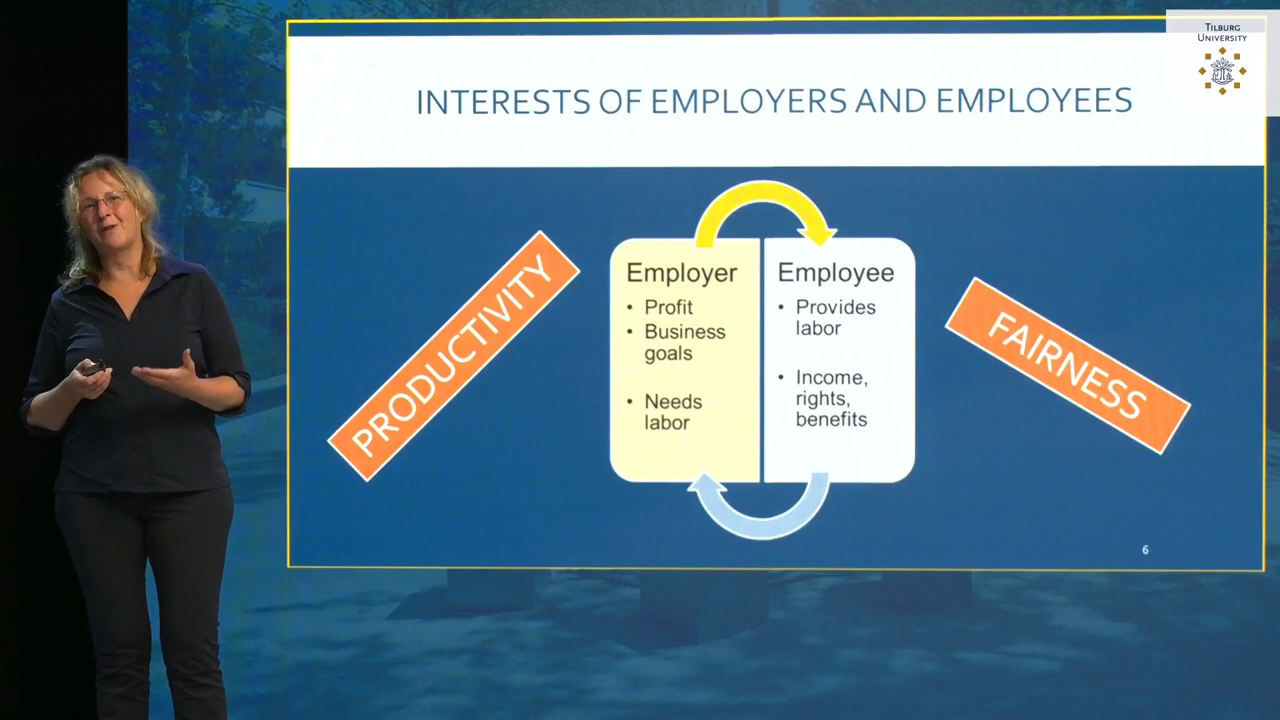 TILBURG
UNIVERSITY
INTERESTS OF EMPLOYERS AND EMPLOYEES
PRODUCTIVITY
Employer
• Profit
• Business
goals
• Needs
labor
Employee
• Provides
labor
• Income,
rights,
benefits
FAIRNESS
6